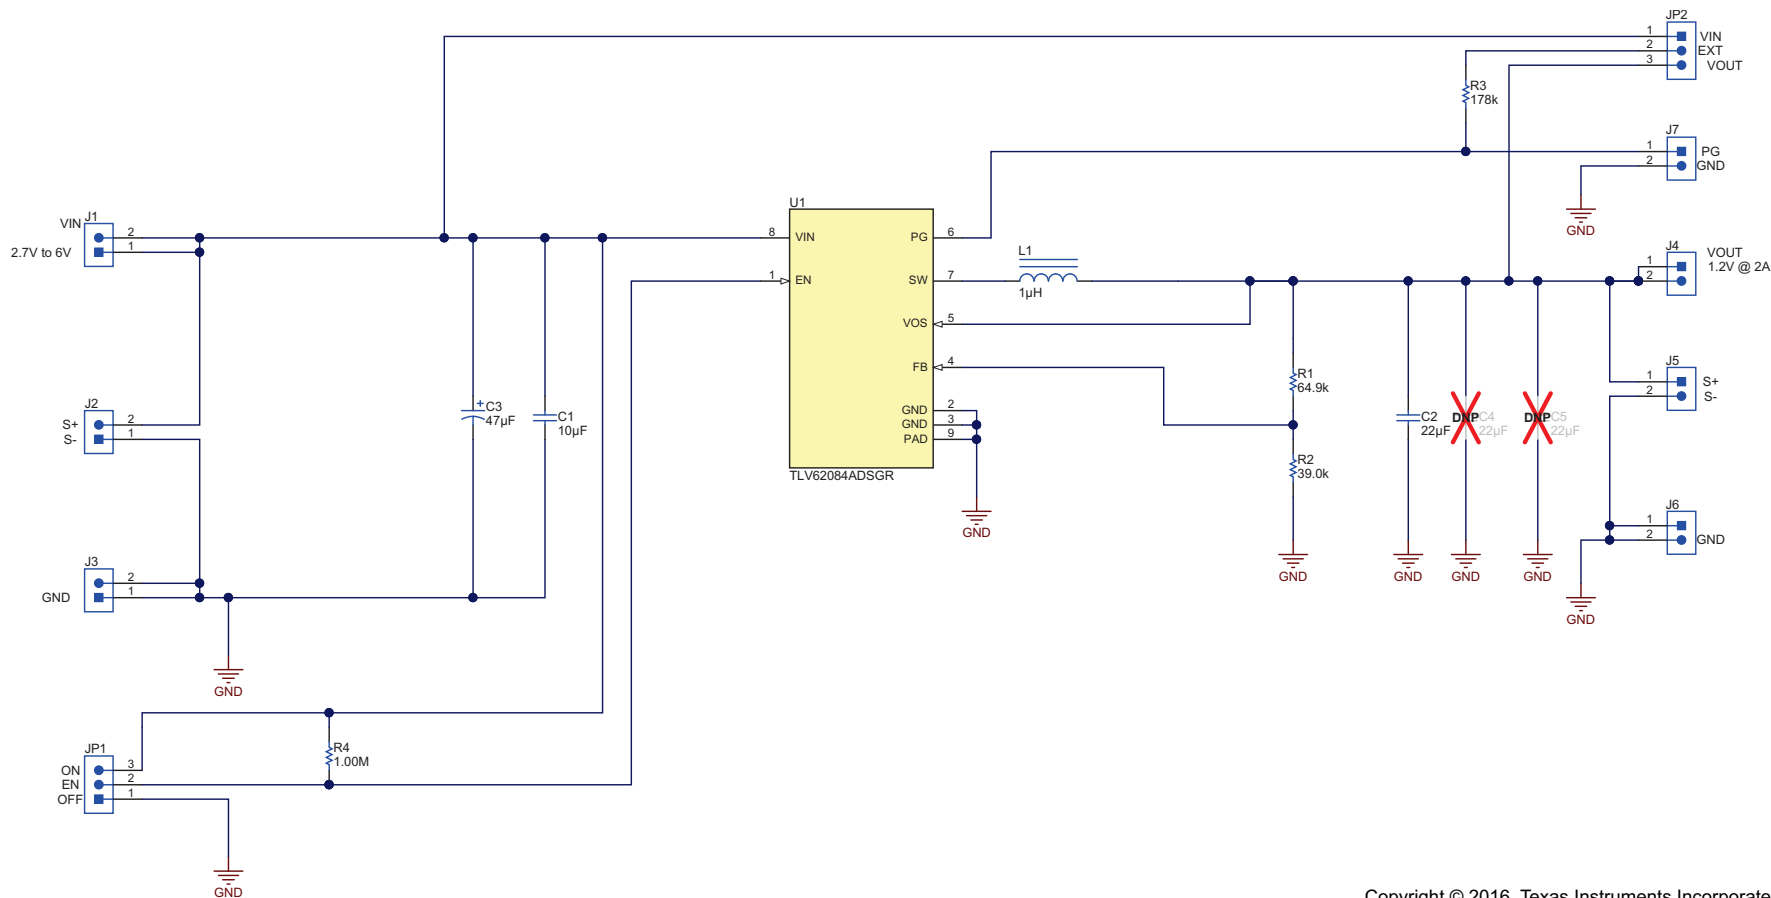 JP2
1 VIN
2 EXT
3 VOUT
R3
178k
J7
1 PG
2 GND
GND
U1
J1
VIN
2
1
2.7V to 6V
8 VIN
PG 6
1 EN
SW 7
L1
1µH
VOS 5
FB 4
GND 2
GND 3
PAD 9
TLV62084ADSGR
GND
J4
VOUT
1 1.2V @ 2A
2
J2
S+ 2
S- 1
C3
+
47µF
C1
10µF
R1
64.9k
R2
39.0k
GND
C2
22µF
GND
DNP C4
22µF
GND
DNP C5
22µF
GND
J5
1 S+
2 S-
J6
1
2 GND
GND
J3
2
GND 1
GND
R4
1.00M
JP1
ON 3
EN 2
OFF 1
GND
Copyright © 2016, Texas Instruments Incorporate